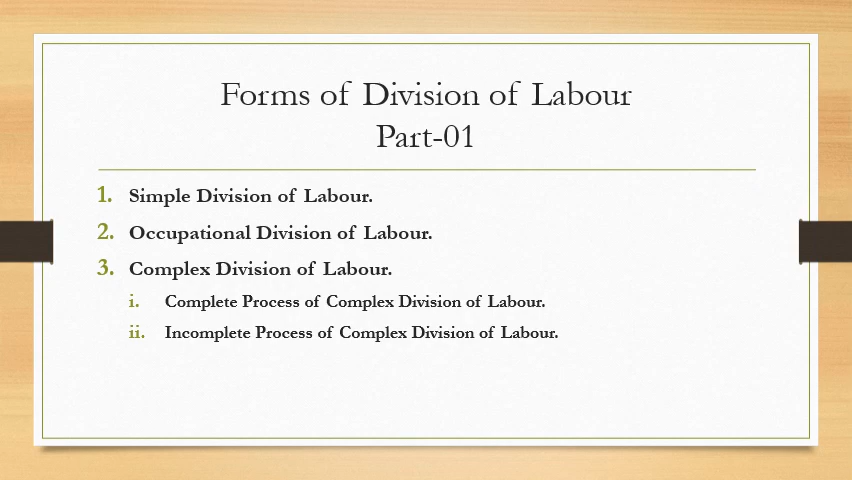 Forms of Division of Labour
Part-01
1. Simple Division of Labour.
2. Occupational Division of Labour.
3. Complex Division of Labour.
i. Complete Process of Complex Division of Labour.
ii. Incomplete Process of Complex Division of Labour.